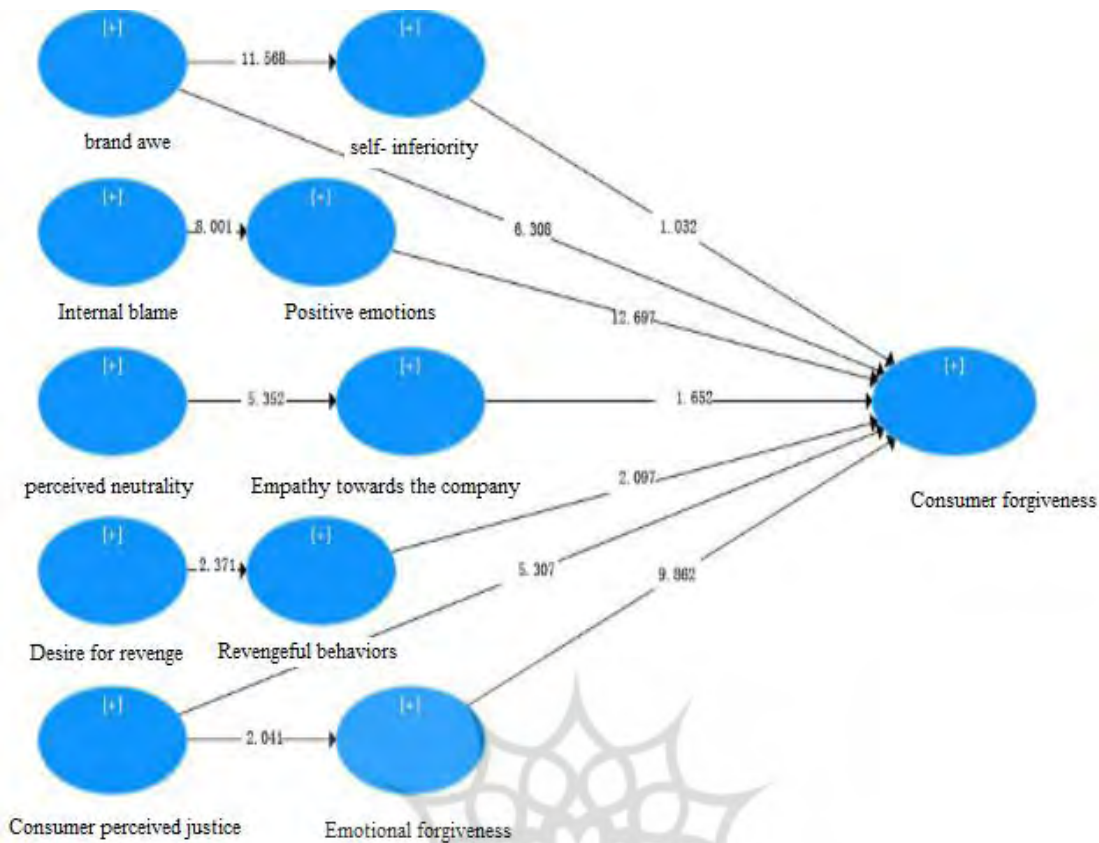 [+]
[+]
11.568
brand awe
self- inferiority
[+]
[+]
8.001
6.306
1.032
Internal blame
Positive emotions
12.697
[+]
[+]
[+]
5.352
1.652
perceived neutrality
Empathy towards the company
Consumer forgiveness
2.097
[+]
[+]
2.371
5.307
9.862
Desire for revenge
Revengeful behaviors
[+]
[+]
2.041
Consumer perceived justice
Emotional forgiveness